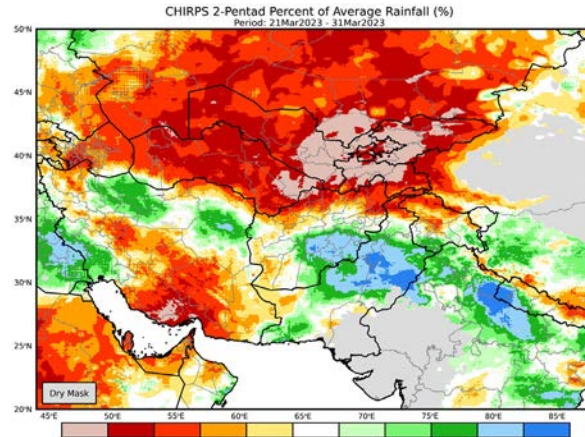 CHIRPS 2-Pentad Percent of Average Rainfall (%)
Period: 21Mar2023 - 31Mar2023
50°N
45°N
40°N
35°N
30°N
25°N
20°N
Dry Mask
45°E
50°E
55°E
60°E
65°E
70°E
75°E
80°E
85°E